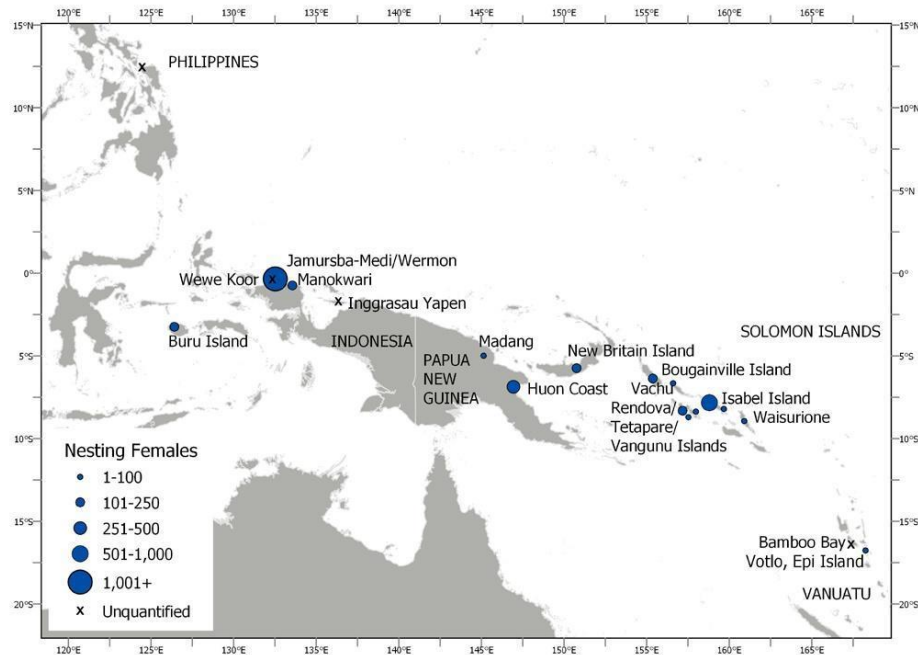 120°E 125°E 130°E 135°E 140°E 145°E 150°E 155°E 160°E 165°E
15°N
15°N
PHILIPPINES
10°N
10°N
5°N
5°N
0°
0°
Jamursba-Medi/Wermon
Wewe Koor
x
Manokwari
x
Inggrasau Yapen
Buru Island
INDONESIA
Madang
SOLOMON ISLANDS
5°S
5°S
PAPUA
NEW
GUINEA
New Britain Island
Bougainville Island
Huon Coast
Vachu
Isabel Island
Rendova/
Tetapare/
Vangunu Islands
Waisurione
10°S
10°S
Nesting Females
1-100
101-250
251-500
501-1,000
1,001+
x Unquantified
15°S
15°S
Bamboo Bay x
Votlo, Epi Island
VANUATU
20°S
20°S
120°E 125°E 130°E 135°E 140°E 145°E 150°E 155°E 160°E 165°E